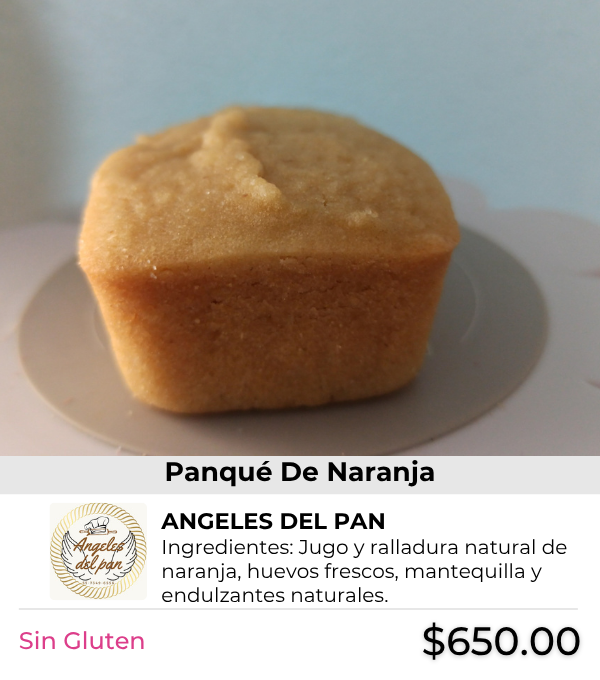 Panqué De Naranja
Angeles
del pan
ANGELES DEL PAN
Ingredientes: Jugo y ralladura natural de
naranja, huevos frescos, mantequilla y
endulzantes naturales.
Sin Gluten
$650.00